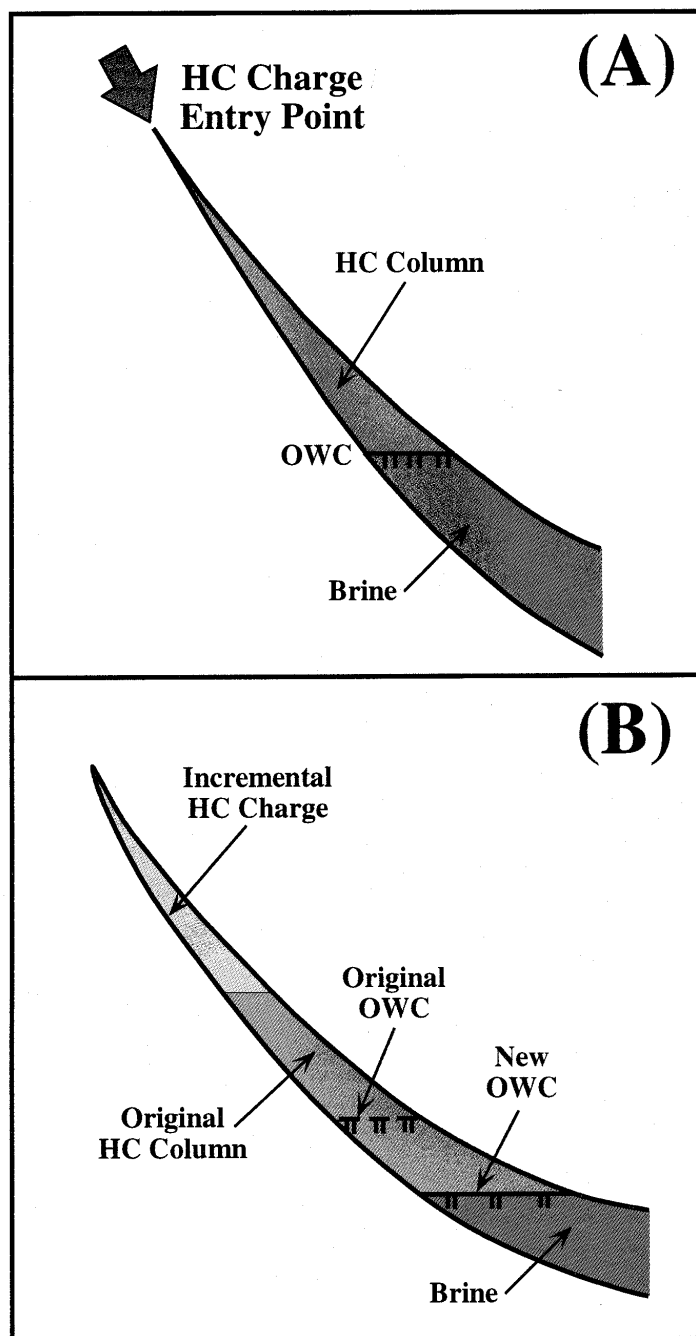 (A)
HC Charge
Entry Point
HC Column
OWC
Brine
(B)
Incremental
HC Charge
Original
OWC
New
OWC
Original
HC Column
Brine